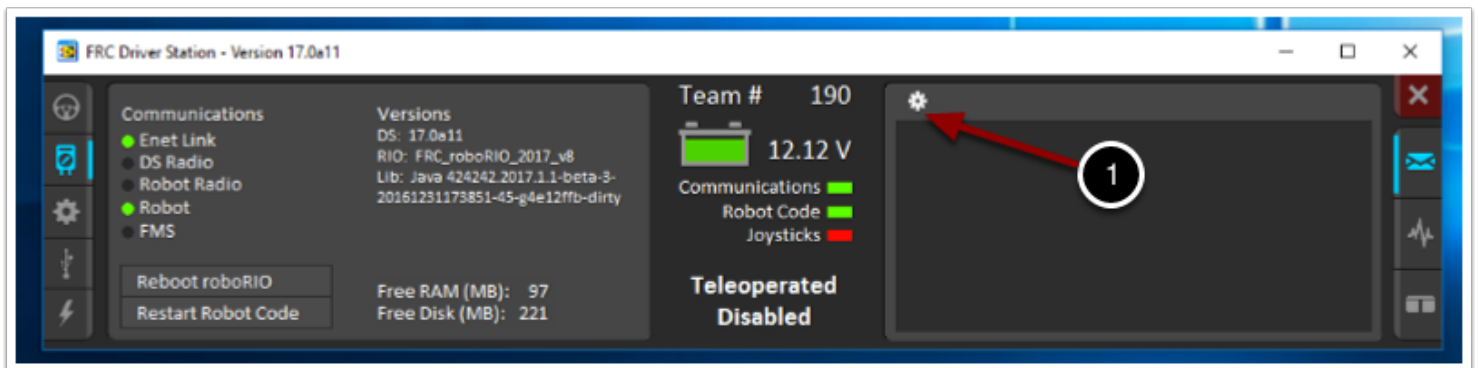 FRC Driver Station - Version 17.0a11
Communications
Enet Link
DS Radio
Robot Radio
Robot
FMS
Reboot roboRIO
Restart Robot Code
Versions
DS: 17.0a11
RIO: FRC_roboRIO_2017_v8
Lib: Java 424242.2017.1.1-beta-3-
20161231173851-45-g4e12ffb-dirty
Free RAM (MB): 97
Free Disk (MB): 221
Team # 190
12.12 V
Communications
Robot Code
Joysticks
Teleoperated
Disabled
1